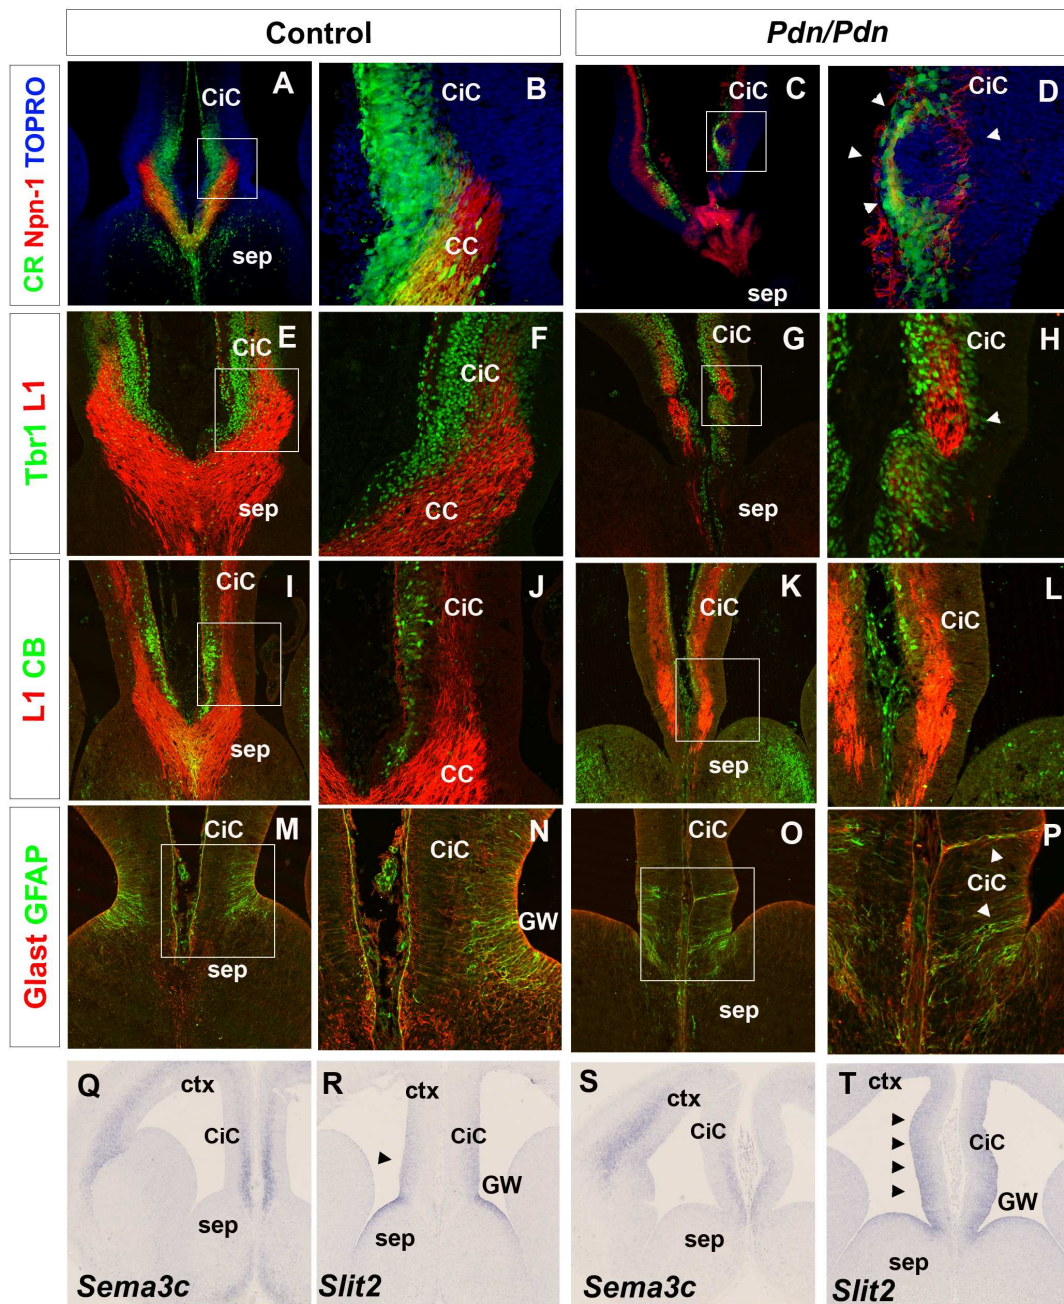 Control
Pdn/Pdn
CR Npn-1 TOPRO
A
CiC
sep
B
CiC
CC
C
CiC
sep
D
CiC
Tbr1 L1
E
CiC
sep
F
CiC
CC
G
CiC
sep
H
CiC
L1 CB
I
CiC
sep
J
CiC
CC
K
CiC
sep
L
CiC
Glast GFAP
M
CiC
sep
N
CiC
GW
O
CiC
sep
P
CiC
Q
ctx
CiC
sep
Sema3c
R
ctx
CiC
GW
sep
Slit2
S
ctx
CiC
sep
Sema3c
T
ctx
CiC
GW
sep
Slit2